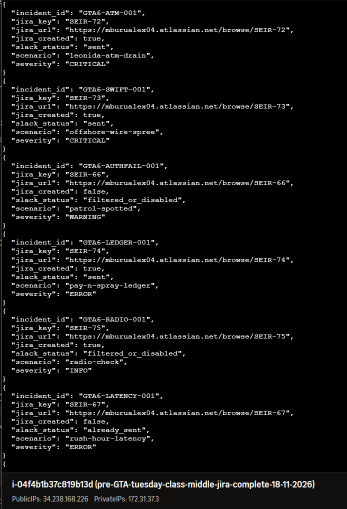 {
"incident_id": "GTA6-ATM-001",
"jira_key": "SEIR-72",
"jira_url": "https://mburualex04.atlassian.net/browse/SEIR-72",
"jira_created": true,
"slack_status": "sent",
"scenario": "leonida-atm-drain",
"severity": "CRITICAL"
}
{
"incident_id": "GTA6-SWIFT-001",
"jira_key": "SEIR-73",
"jira_url": "https://mburualex04.atlassian.net/browse/SEIR-73",
"jira_created": true,
"slack_status": "sent",
"scenario": "offshore-wire-spree",
"severity": "CRITICAL"
}
{
"incident_id": "GTA6-AUTHFAIL-001",
"jira_key": "SEIR-66",
"jira_url": "https://mburualex04.atlassian.net/browse/SEIR-66",
"jira_created": false,
"slack_status": "filtered_or_disabled",
"scenario": "patrol-spotted",
"severity": "WARNING"
}
{
"incident_id": "GTA6-LEDGER-001",
"jira_key": "SEIR-74",
"jira_url": "https://mburualex04.atlassian.net/browse/SEIR-74",
"jira_created": true,
"slack_status": "sent",
"scenario": "pay-n-spray-ledger",
"severity": "ERROR"
}
{
"incident_id": "GTA6-RADIO-001",
"jira_key": "SEIR-75",
"jira_url": "https://mburualex04.atlassian.net/browse/SEIR-75",
"jira_created": true,
"slack_status": "filtered_or_disabled",
"scenario": "radio-check",
"severity": "INFO"
}
{
"incident_id": "GTA6-LATENCY-001",
"jira_key": "SEIR-67",
"jira_url": "https://mburualex04.atlassian.net/browse/SEIR-67",
"jira_created": false,
"slack_status": "already_sent",
"scenario": "rush-hour-latency",
"severity": "ERROR"
}
{
i-04f4b1b37c819b13d (pre-GTA-tuesday-class-middle-jira-complete-18-11-2026)
PublicIPs: 34.238.168.226 PrivateIPs: 172.31.37.3